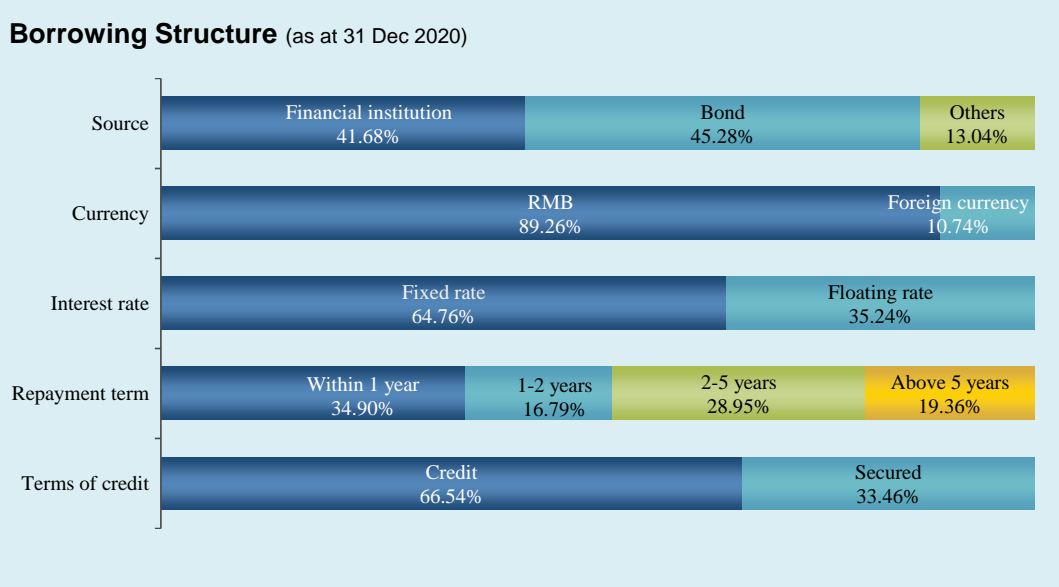 Borrowing Structure (as at 31 Dec 2020)
Source
Financial institution
41.68%
Bond
45.28%
Others
13.04%
Currency
RMB
89.26%
Foreign currency
10.74%
Interest rate
Fixed rate
64.76%
Floating rate
35.24%
Repayment term
Within 1 year
34.90%
1-2 years
16.79%
2-5 years
28.95%
Above 5 years
19.36%
Terms of credit
Credit
66.54%
Secured
33.46%